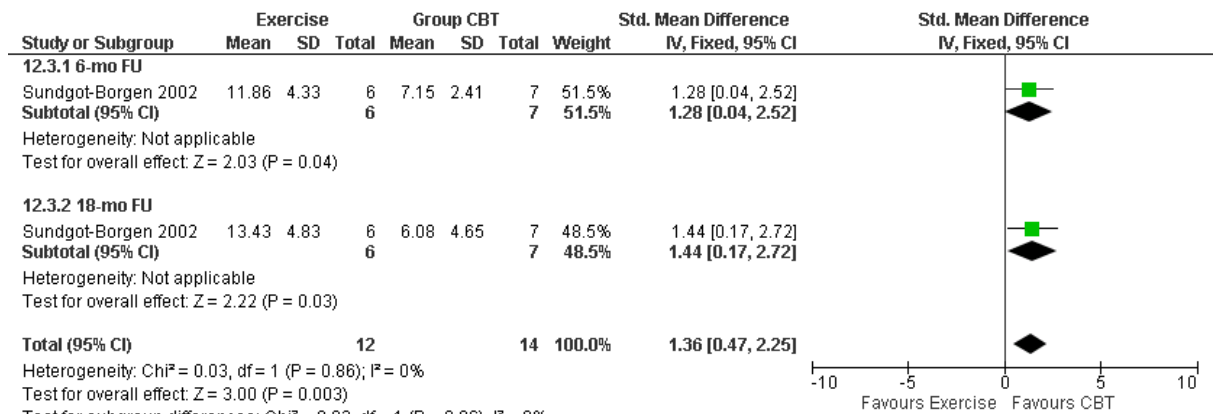 Exercise Group CBT Std. Mean Difference Std. Mean Difference
Study or Subgroup Mean SD Total Mean SD Total Weight IV, Fixed, 95% CI IV, Fixed, 95% CI
12.3.1 6-mo FU
Sundgot-Borgen 2002 11.86 4.33 6 7.15 2.41 7 51.5% 1.28 [0.04, 2.52]
Subtotal (95% CI) 6 7 51.5% 1.28 [0.04, 2.52]
Heterogeneity: Not applicable
Test for overall effect: Z = 2.03 (P = 0.04)
12.3.2 18-mo FU
Sundgot-Borgen 2002 13.43 4.83 6 6.08 4.65 7 48.5% 1.44 [0.17, 2.72]
Subtotal (95% CI) 6 7 48.5% 1.44 [0.17, 2.72]
Heterogeneity: Not applicable
Test for overall effect: Z = 2.22 (P = 0.03)
Total (95% CI) 12 14 100.0% 1.36 [0.47, 2.25]
Heterogeneity: Chi² = 0.03, df = 1 (P = 0.86); I² = 0%
Test for overall effect: Z = 3.00 (P = 0.003)
-10 -5 0 5 10
Favours Exercise Favours CBT